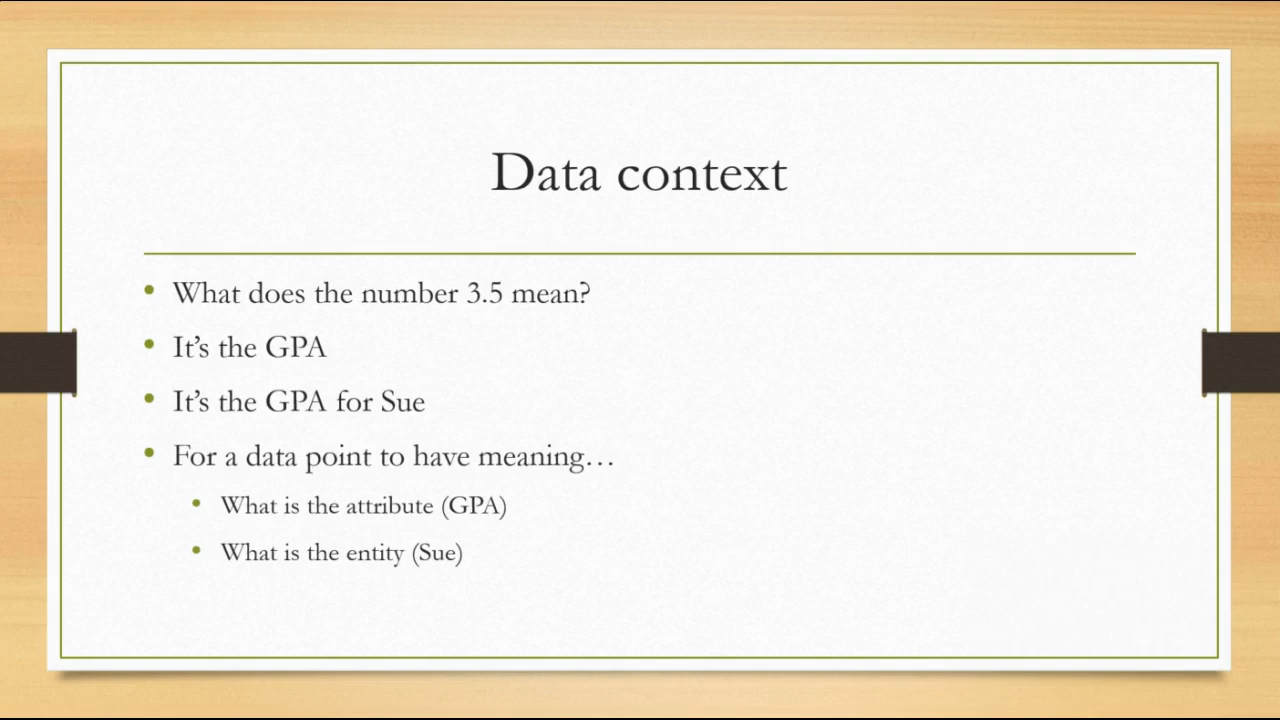 Data context
• What does the number 3.5 mean?
• It’s the GPA
• It’s the GPA for Sue
• For a data point to have meaning…
• What is the attribute (GPA)
• What is the entity (Sue)